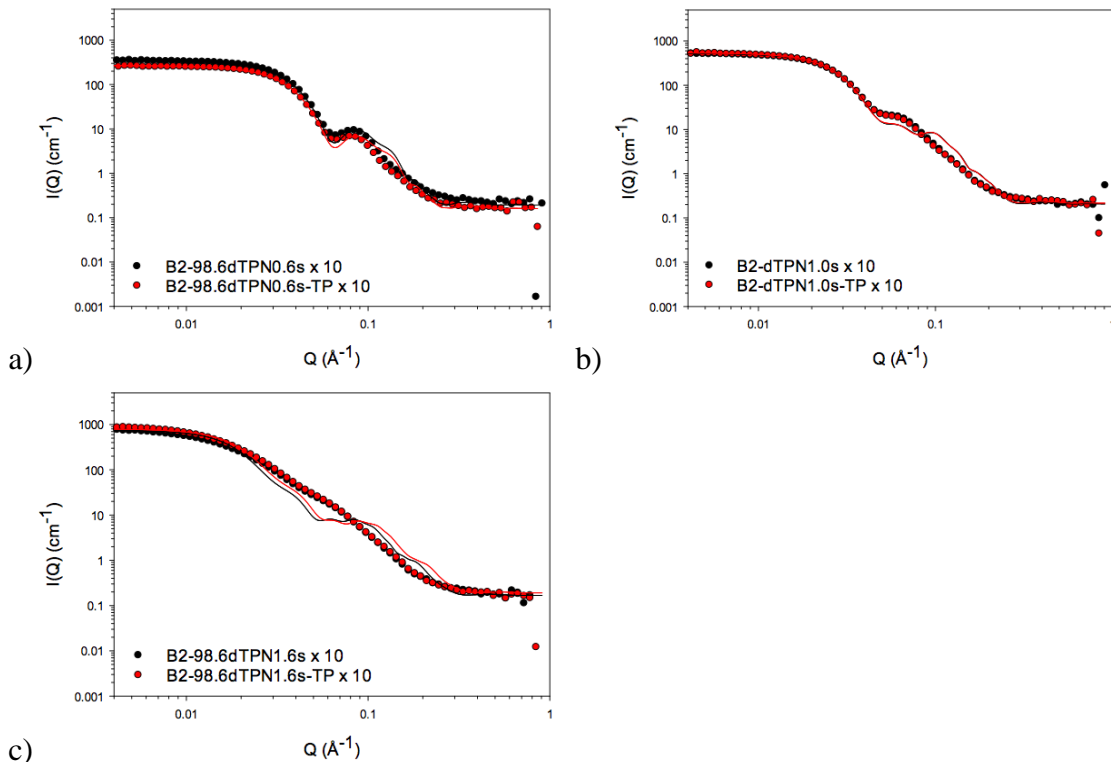 1000
100
10
1
0.1
0.01
0.001
I(Q) (cm⁻¹)
B2-98.6dTPN0.6s x 10
B2-98.6dTPN0.6s-TP x 10
0.01
0.1
1
Q (Å⁻¹)
a)
1000
100
10
1
0.1
0.01
0.001
I(Q) (cm⁻¹)
B2-dTPN1.0s x 10
B2-dTPN1.0s-TP x 10
0.01
0.1
1
Q (Å⁻¹)
b)
1000
100
10
1
0.1
0.01
0.001
I(Q) (cm⁻¹)
B2-98.6dTPN1.6s x 10
B2-98.6dTPN1.6s-TP x 10
0.01
0.1
1
Q (Å⁻¹)
c)